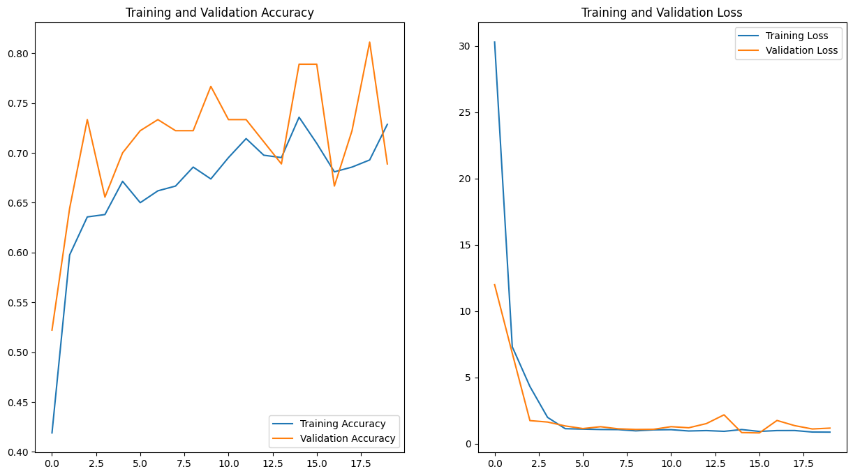 Training and Validation Accuracy
0.80
0.75
0.70
0.65
0.60
0.55
0.50
0.45
0.40
0.0 2.5 5.0 7.5 10.0 12.5 15.0 17.5
Training Accuracy
Validation Accuracy
Training and Validation Loss
Training Loss
Validation Loss
30
25
20
15
10
5
0
0.0 2.5 5.0 7.5 10.0 12.5 15.0 17.5